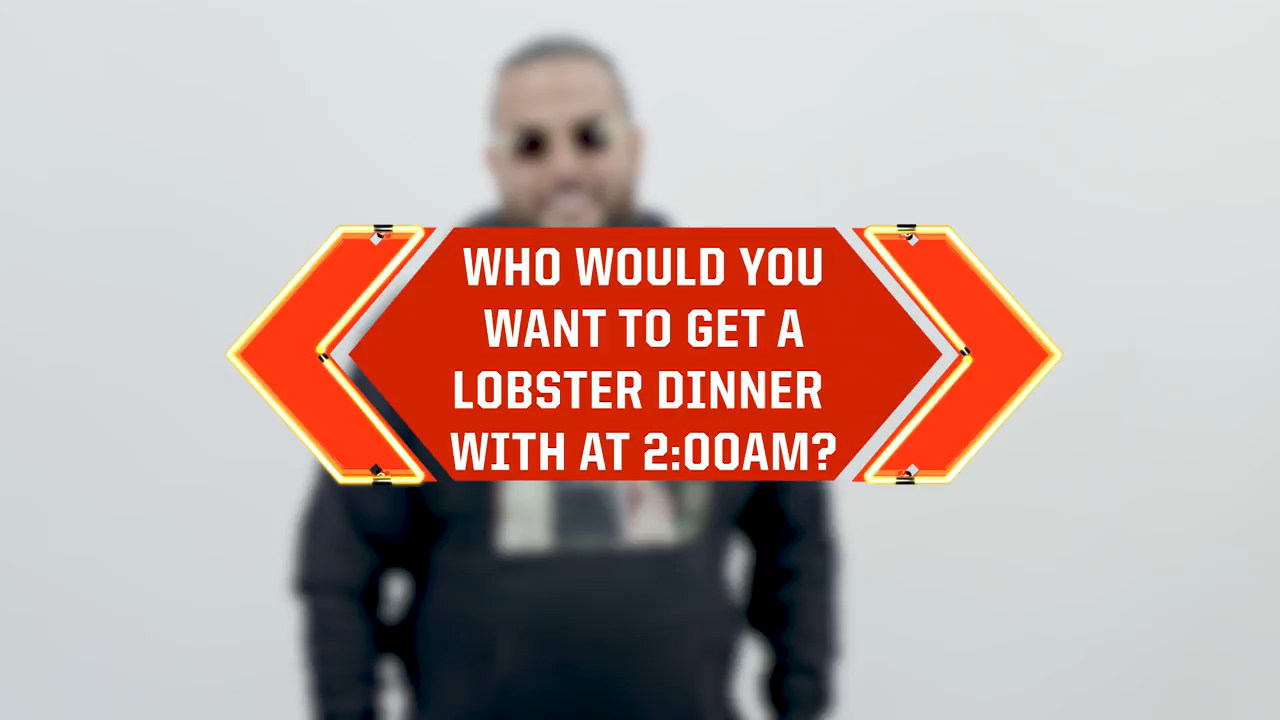 WHO WOULD YOU
WANT TO GET A
LOBSTER DINNER
WITH AT 2:00AM?